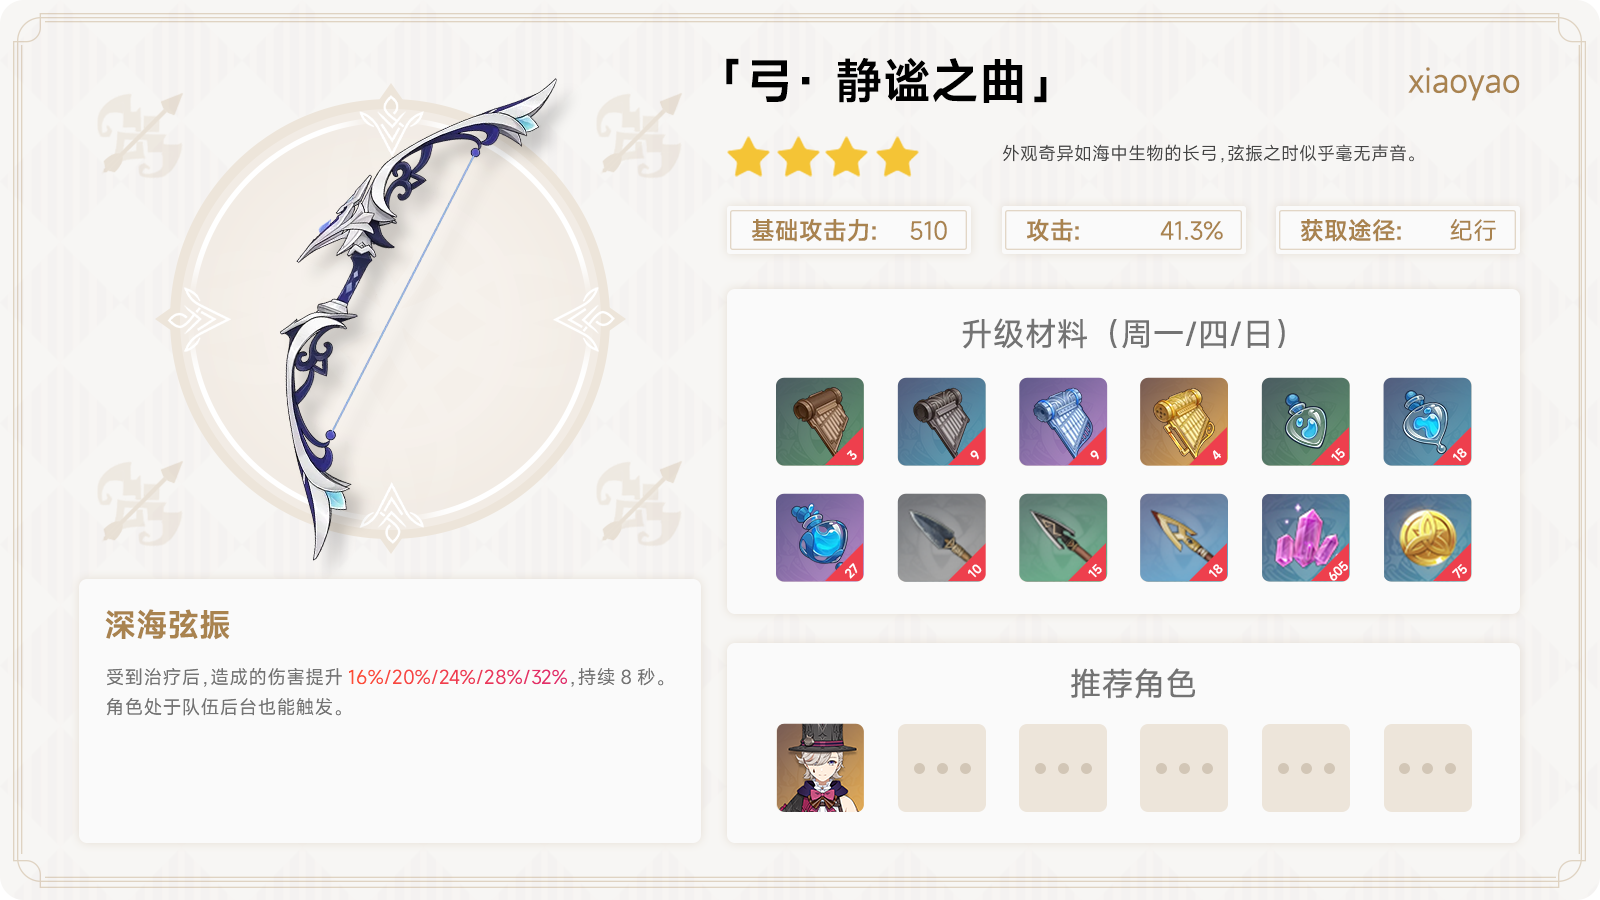 「弓· 静谧之曲」
xiaoyao
外观奇异如海中生物的长弓,弦振之时似乎毫无声音。
基础攻击力: 510
攻击: 41.3%
获取途径: 纪行
升级材料（周一/四/日）
3 9 9 4 15 18
27 10 15 18 605 75
深海弦振
受到治疗后,造成的伤害提升 16%/20%/24%/28%/32%,持续 8 秒。
角色处于队伍后台也能触发。
推荐角色